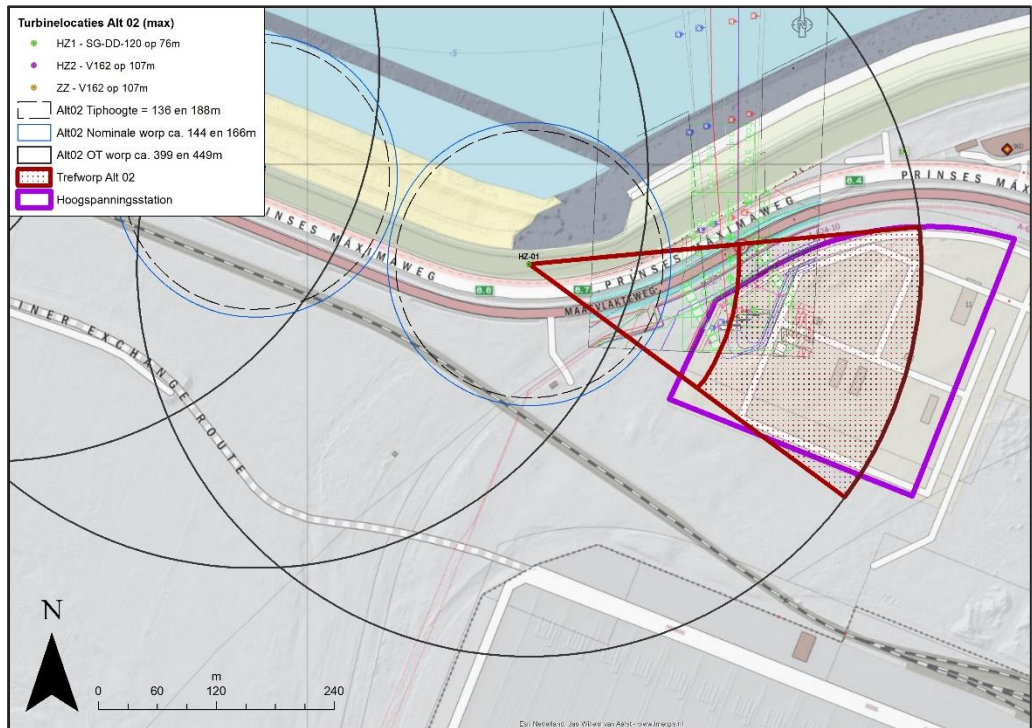 Turbinelocaties Alt 02 (max)
HZ1 - SG-DD-120 op 76m
HZ2 - V162 op 107m
ZZ - V162 op 107m
Alt02 Tiphoogte = 136 en 188m
Alt02 Nominale worp ca. 144 en 166m
Alt02 OT worp ca. 399 en 449m
Trefworp Alt 02
Hoogspanningsstation
-5
N
8.4
PRINSES MÁX
PRINSES MÁXIMAWEG
HZ-01
PRINSES MÁXIMAWEG
8.6
8.7
MAASVLAKTEWEG
11
INER EXCHANGE ROUTE
N
m
0 60 120 240
Esri Nederland, Jan Willem van Aalst - www.imergis.nl